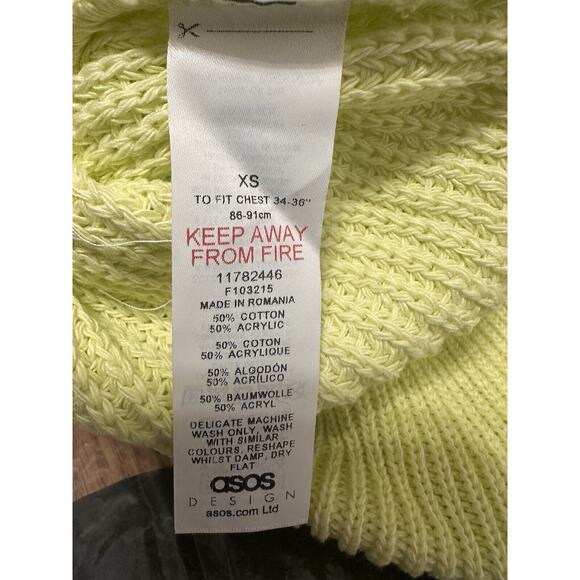 XS
TO FIT CHEST 34-36"
86-91cm
KEEP AWAY
FROM FIRE
11782446
F103215
MADE IN ROMANIA
50% COTTON
50% ACRYLIC
50% COTON
50% ACRYLIQUE
50% ALGODÓN
50% ACRÍLICO
50% BAUMWOLLE
50% ACRYL
DELICATE MACHINE
WASH ONLY, WASH
WITH SIMILAR
COLOURS, RESHAPE
WHILST DAMP, DRY
FLAT
asos
DESIGN
asos.com Ltd